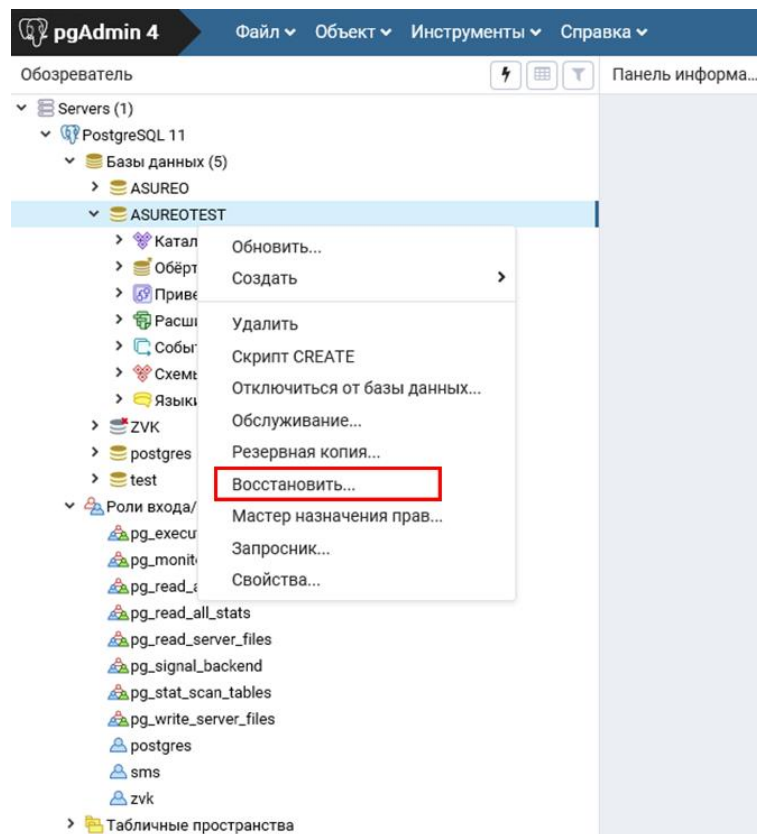 pgAdmin 4 Файл Объект Инструменты Справка
Обозреватель Панель информа...
Servers (1)
PostgreSQL 11
Базы данных (5)
ASUREO
ASUREOTEST
Катал
Обёрт
Приве
Расши
Событ
Схемы
Языки
ZVK
postgres
test
Роли входа/
pg_execu
pg_monito
pg_read_a
pg_read_all_stats
pg_read_server_files
pg_signal_backend
pg_stat_scan_tables
pg_write_server_files
postgres
sms
zvk
Табличные пространства
Обновить...
Создать
Удалить
Скрипт CREATE
Отключиться от базы данных...
Обслуживание...
Резервная копия...
Восстановить...
Мастер назначения прав...
Запросник...
Свойства...